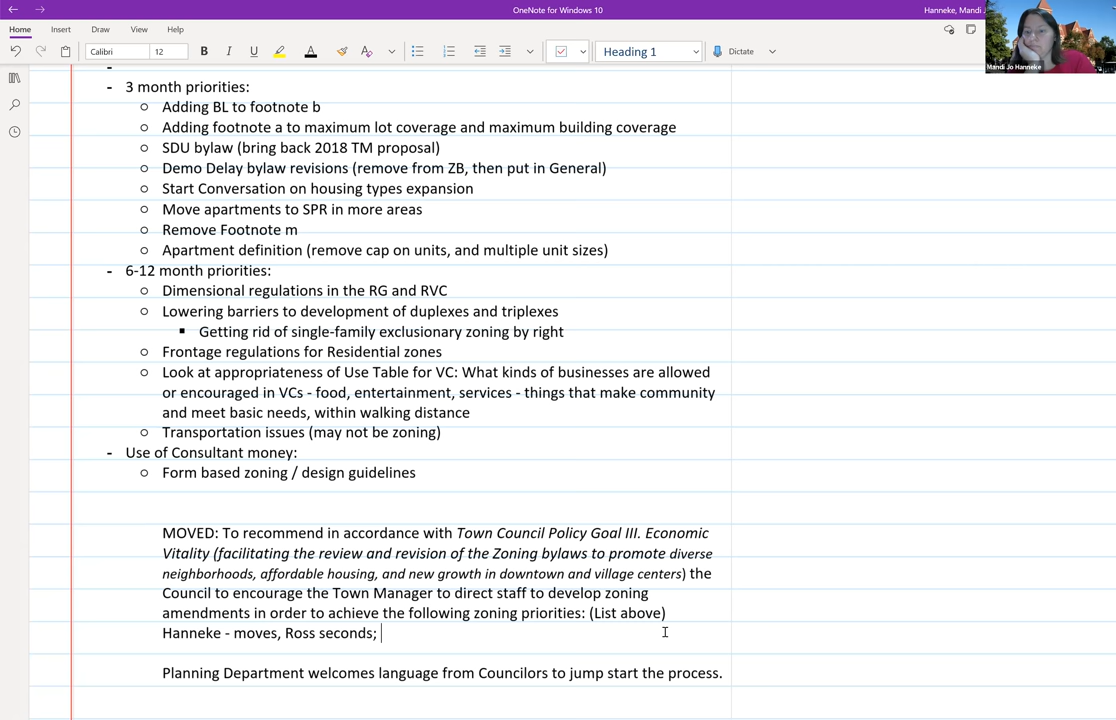 OneNote for Windows 10
Hanneke, Mandi J
Home Insert Draw View Help
Calibri 12 B I U A Heading 1 Dictate
Mandi Jo Hanneke
-
- 3 month priorities:
o Adding BL to footnote b
o Adding footnote a to maximum lot coverage and maximum building coverage
o SDU bylaw (bring back 2018 TM proposal)
o Demo Delay bylaw revisions (remove from ZB, then put in General)
o Start Conversation on housing types expansion
o Move apartments to SPR in more areas
o Remove Footnote m
o Apartment definition (remove cap on units, and multiple unit sizes)
- 6-12 month priorities:
o Dimensional regulations in the RG and RVC
o Lowering barriers to development of duplexes and triplexes
▪ Getting rid of single-family exclusionary zoning by right
o Frontage regulations for Residential zones
o Look at appropriateness of Use Table for VC: What kinds of businesses are allowed
or encouraged in VCs - food, entertainment, services - things that make community
and meet basic needs, within walking distance
o Transportation issues (may not be zoning)
- Use of Consultant money:
o Form based zoning / design guidelines
MOVED: To recommend in accordance with Town Council Policy Goal III. Economic
Vitality (facilitating the review and revision of the Zoning bylaws to promote diverse
neighborhoods, affordable housing, and new growth in downtown and village centers) the
Council to encourage the Town Manager to direct staff to develop zoning
amendments in order to achieve the following zoning priorities: (List above)
Hanneke - moves, Ross seconds;
Planning Department welcomes language from Councilors to jump start the process.